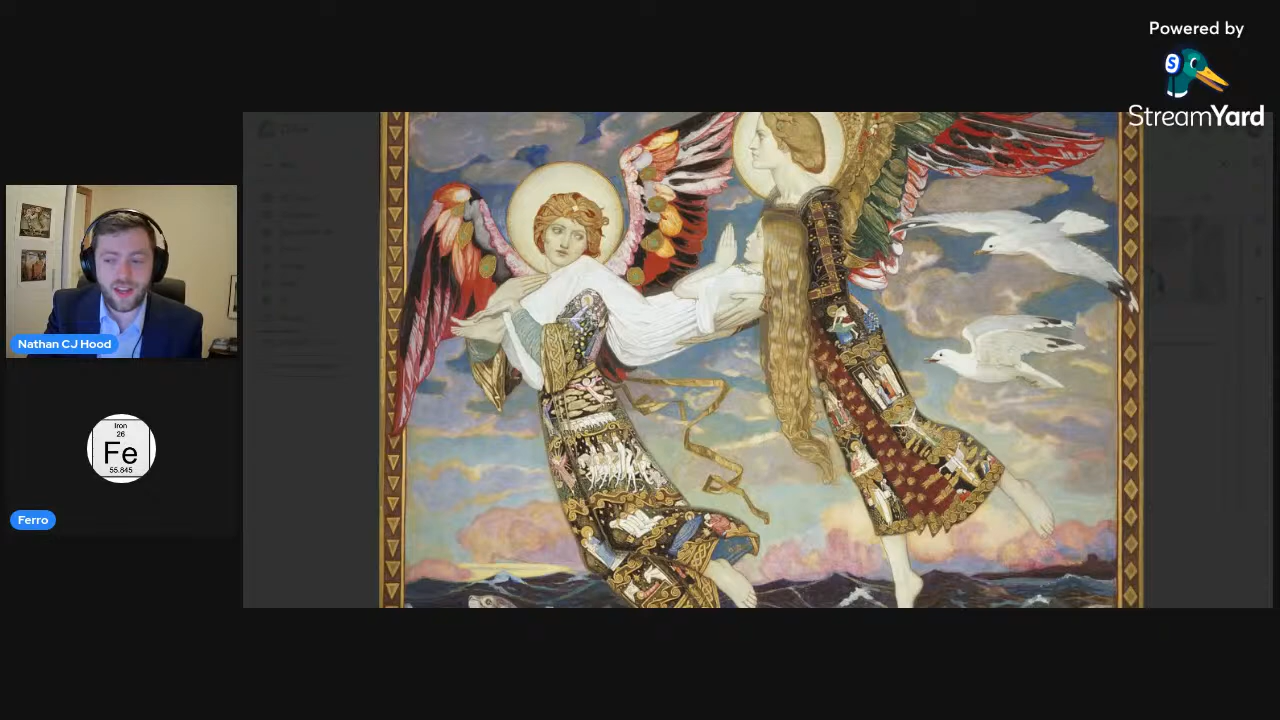 Powered by
S
StreamYard
Nathan CJ Hood
Iron
26
Fe
55.845
Ferro